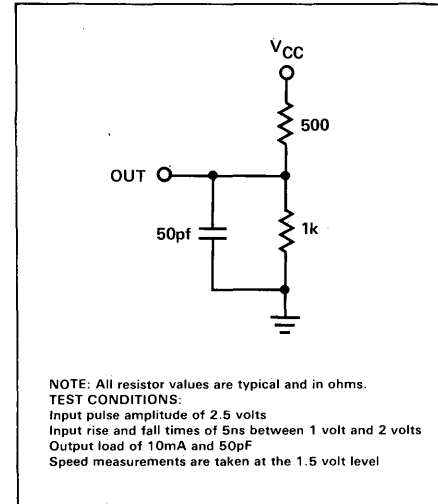 VCC
500
OUT
50pf
1k
NOTE: All resistor values are typical and in ohms.
TEST CONDITIONS:
Input pulse amplitude of 2.5 volts
Input rise and fall times of 5ns between 1 volt and 2 volts
Output load of 10mA and 50pF
Speed measurements are taken at the 1.5 volt level